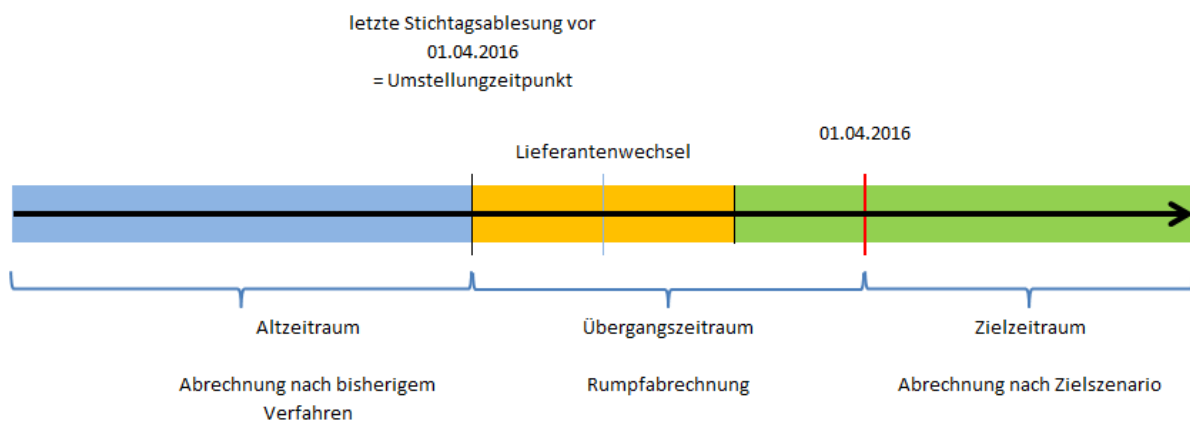 letzte Stichtagsablesung vor
01.04.2016
= Umstellungzeitpunkt
01.04.2016
Lieferantenwechsel
Altzeitraum
Übergangszeitraum
Zielzeitraum
Abrechnung nach bisherigem
Verfahren
Rumpfabrechnung
Abrechnung nach Zielszenario